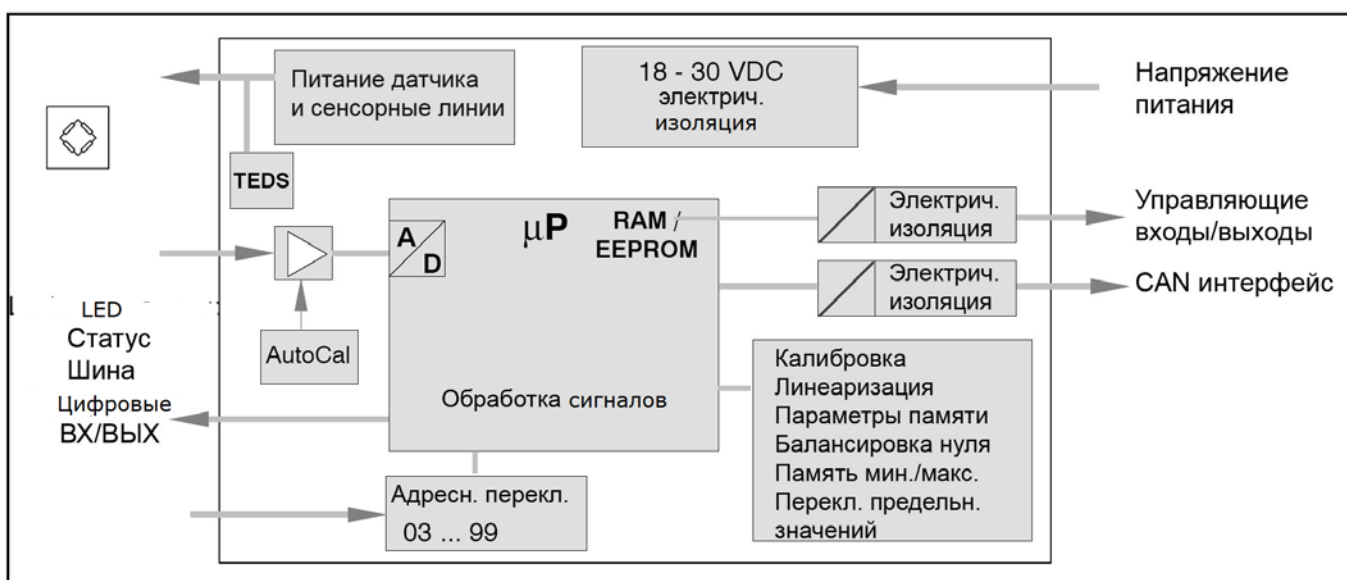 Питание датчика
и сенсорные линии
18 - 30 VDC
электрич.
изоляция
Напряжение
питания
TEDS
A
D
μP
RAM /
EEPROM
Электрич.
изоляция
Управляющие
входы/выходы
Электрич.
изоляция
CAN интерфейс
LED
Статус
Шина
Цифровые
ВХ/ВЫХ
AutoCal
Обработка сигналов
Калибровка
Линеаризация
Параметры памяти
Балансировка нуля
Память мин./макс.
Перекл. предельн.
значений
Адресн. перекл.
03 ... 99